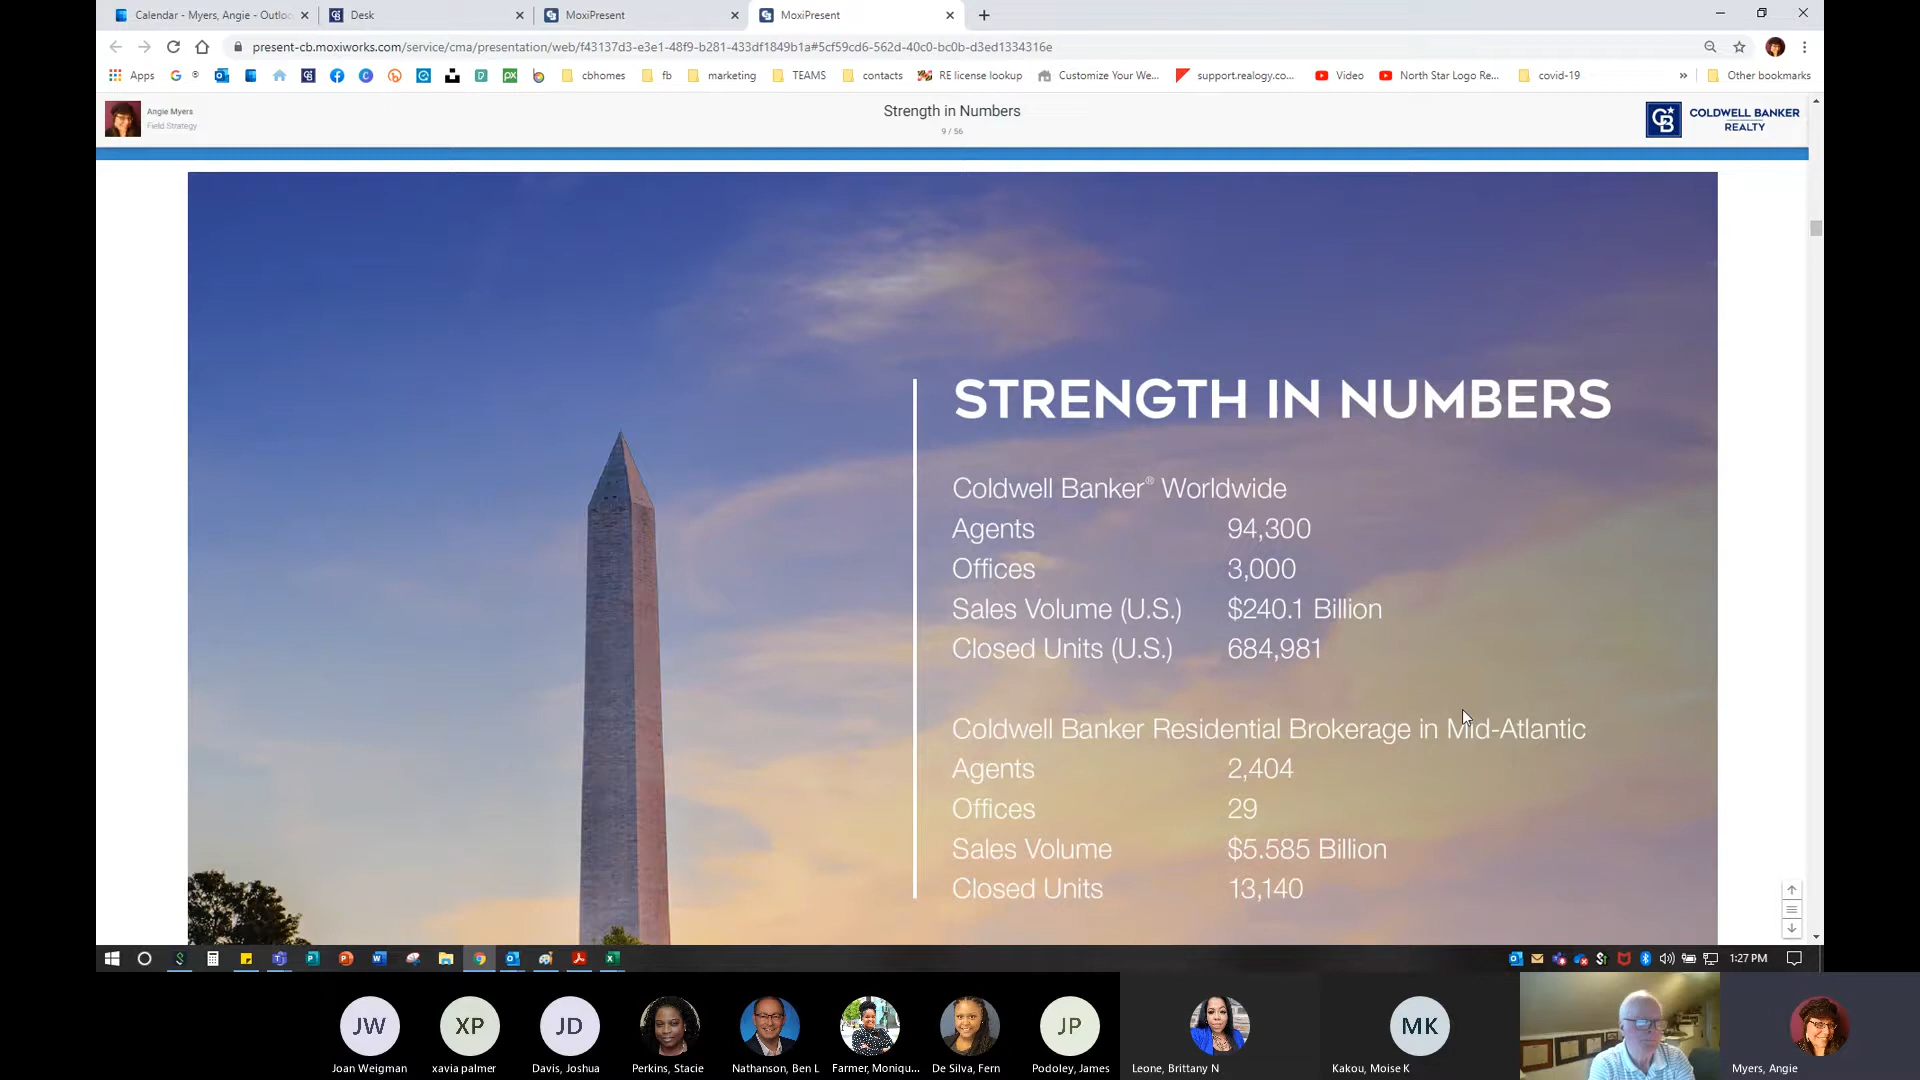 Calendar - Myers, Angie - Outloo
Desk
MoxiPresent
MoxiPresent
present-cb.moxiworks.com/service/cma/presentation/web/f43137d3-e3e1-48f9-b281-433df1849b1a#5cf59cd6-562d-40c0-bc0b-d3ed1334316e
Apps
cbhomes
fb
marketing
TEAMS
contacts
RE license lookup
Customize Your We...
support.realogy.co...
Video
North Star Logo Re...
covid-19
»
Other bookmarks
Angie Myers
Field Strategy
Strength in Numbers
9 / 56
COLDWELL BANKER
REALTY
STRENGTH IN NUMBERS
Coldwell Banker® Worldwide
Agents 94,300
Offices 3,000
Sales Volume (U.S.) $240.1 Billion
Closed Units (U.S.) 684,981
Coldwell Banker Residential Brokerage in Mid-Atlantic
Agents 2,404
Offices 29
Sales Volume $5.585 Billion
Closed Units 13,140
1:27 PM
JW
XP
JD
JP
MK
Joan Weigman
xavia palmer
Davis, Joshua
Perkins, Stacie
Nathanson, Ben L
Farmer, Moniqu...
De Silva, Fern
Podoley, James
Leone, Brittany N
Kakou, Moise K
Myers, Angie